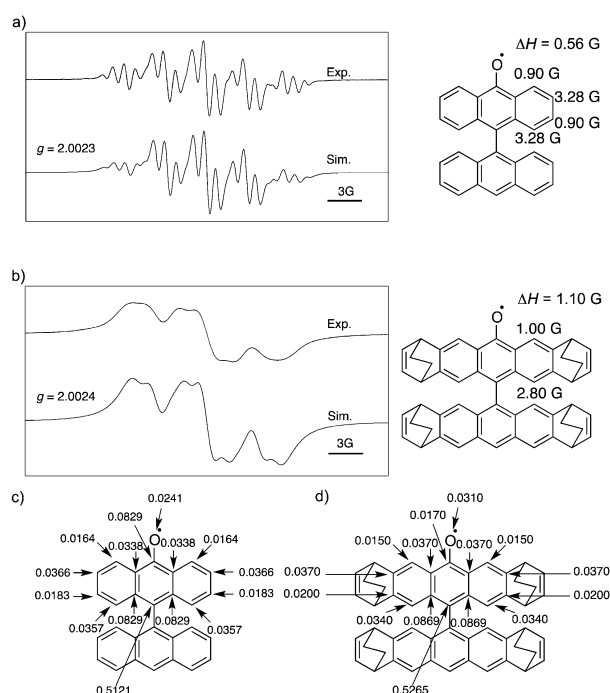 a)
ΔH = 0.56 G
O•
0.90 G
Exp.
3.28 G
0.90 G
g = 2.0023
3.28 G
Sim.
3G
b)
ΔH = 1.10 G
O•
Exp.
1.00 G
g = 2.0024
2.80 G
Sim.
3G
c)
0.0241
0.0829
O•
0.0164
0.0338
0.0338
0.0164
0.0366
0.0366
0.0183
0.0183
0.0357
0.0829
0.0829
0.0357
0.5121
d)
0.0310
0.0170
O•
0.0150
0.0370
0.0370
0.0150
0.0370
0.0370
0.0200
0.0200
0.0340
0.0869
0.0869
0.0340
0.5265